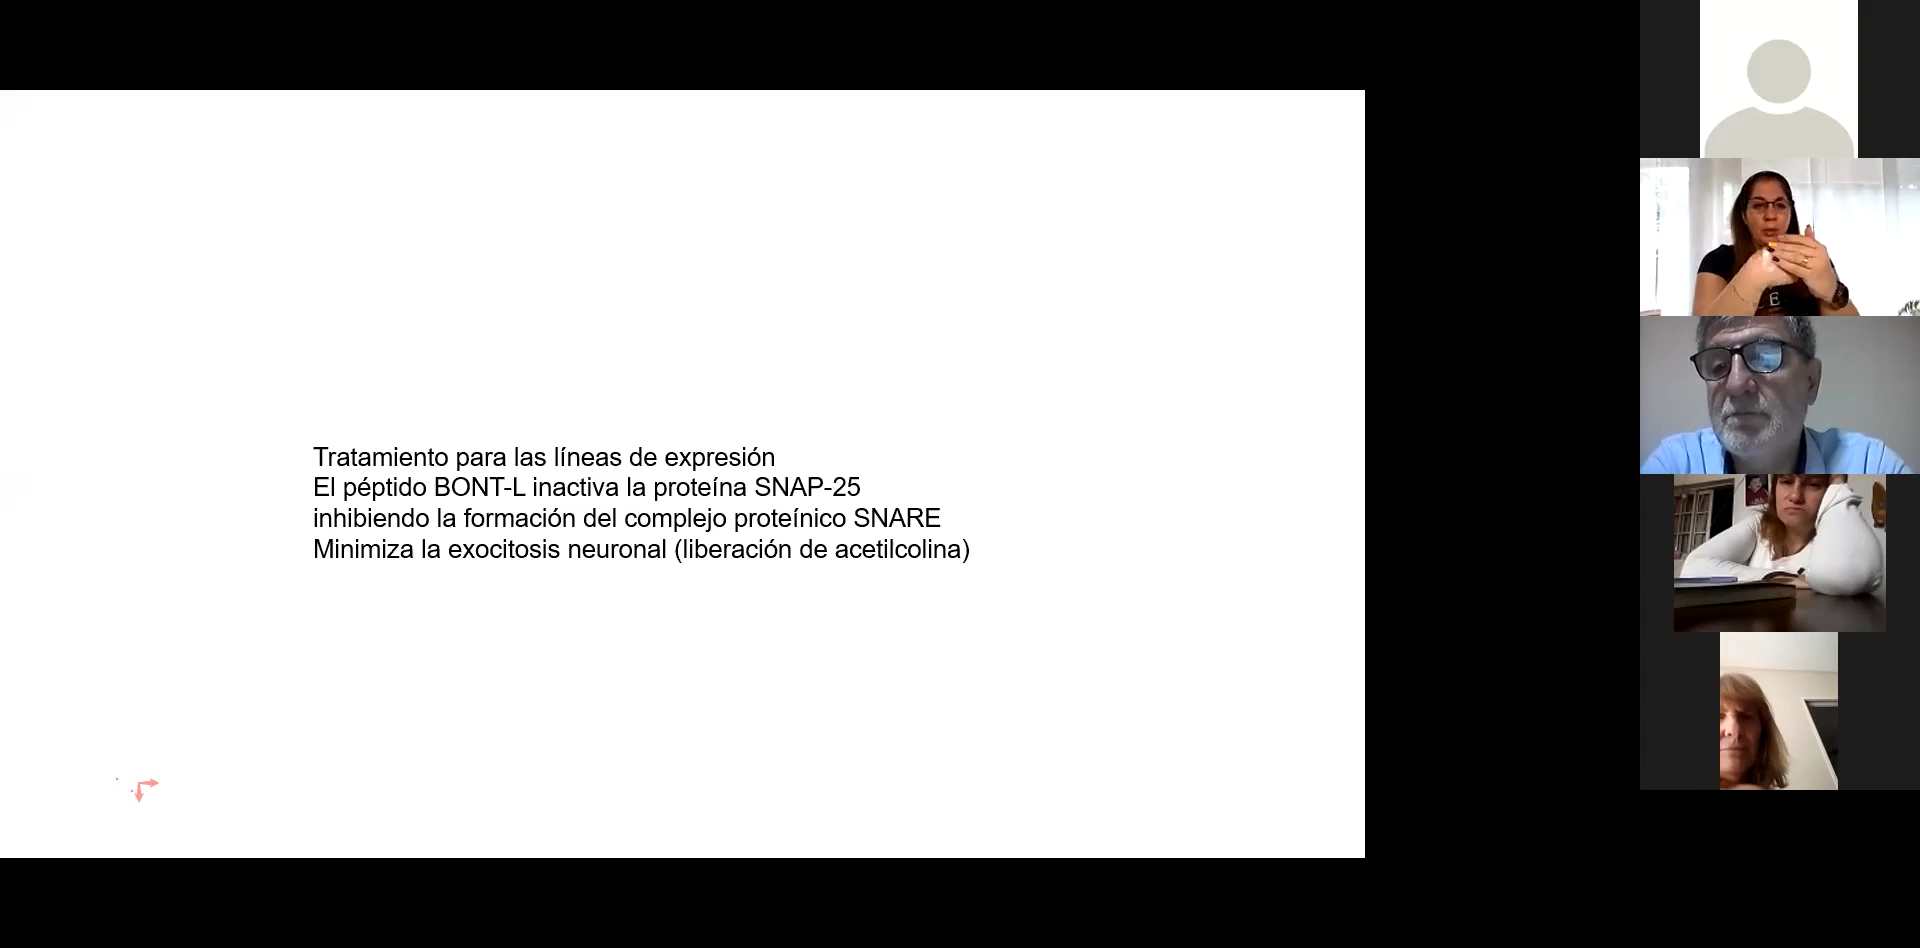 Tratamiento para las líneas de expresión
El péptido BONT-L inactiva la proteína SNAP-25
inhibiendo la formación del complejo proteínico SNARE
Minimiza la exocitosis neuronal (liberación de acetilcolina)